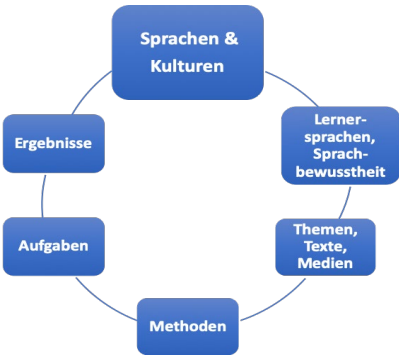 Sprachen &
Kulturen
Lerner-
sprachen,
Sprach-
bewusstheit
Themen,
Texte,
Medien
Methoden
Aufgaben
Ergebnisse